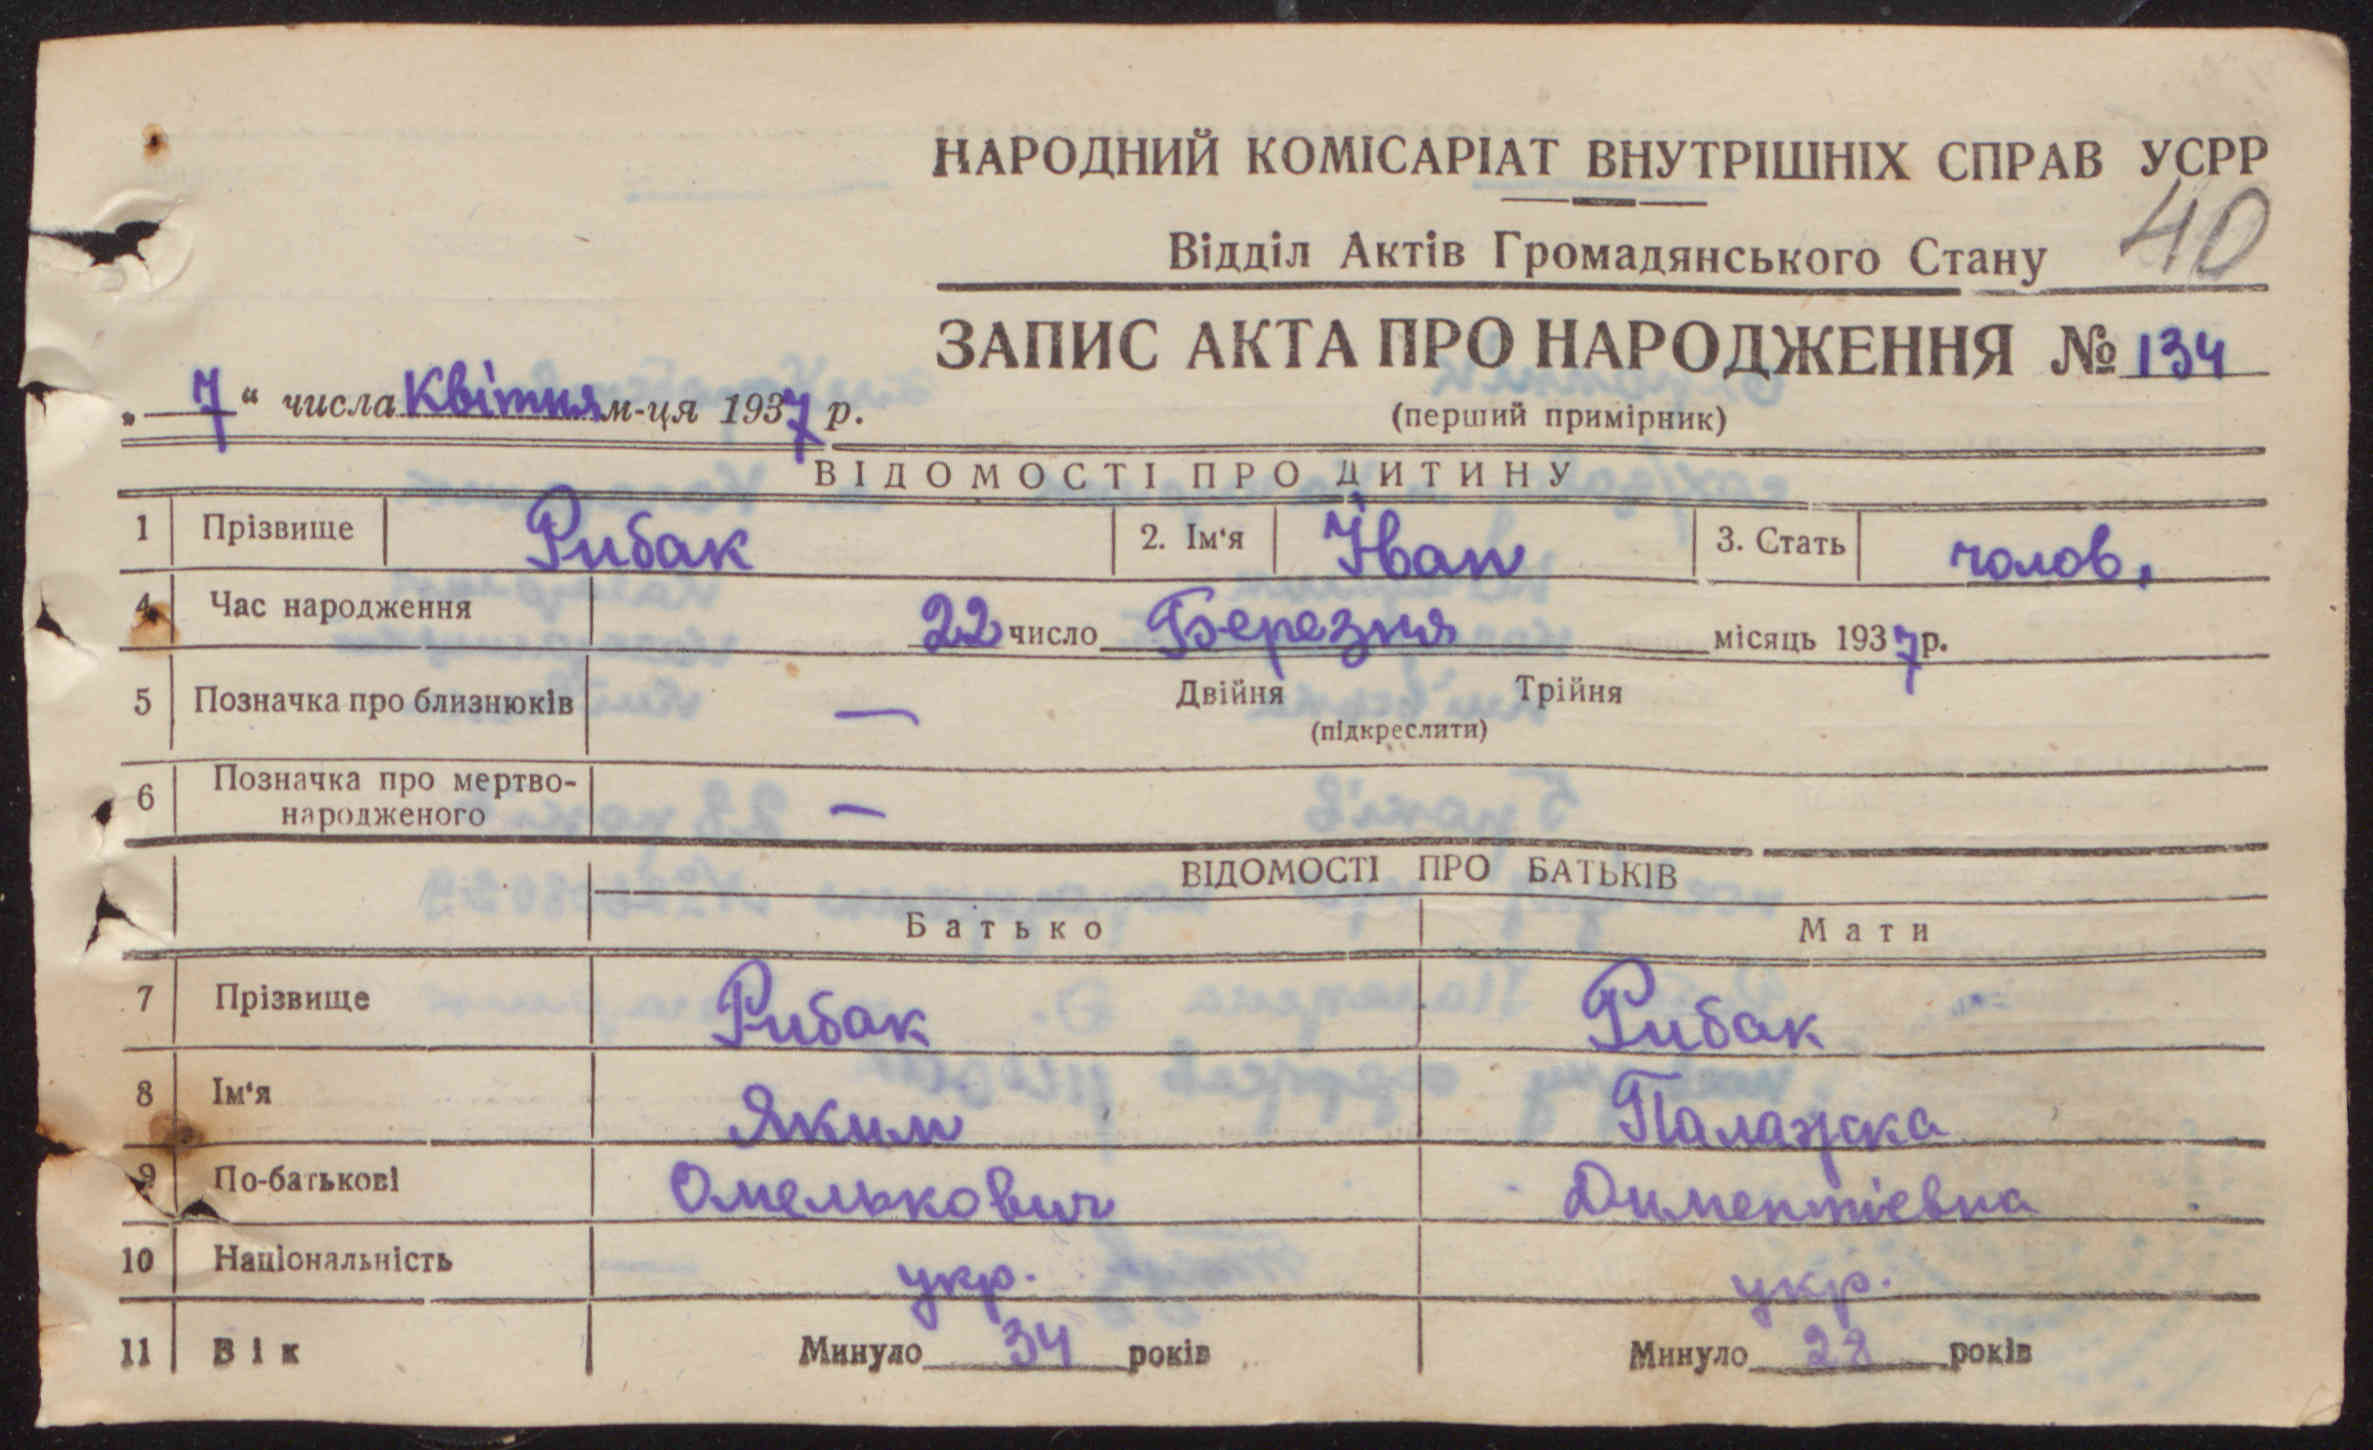 НАРОДНИЙ КОМІСАРІАТ ВНУТРІШНІХ СПРАВ УСРР
40
Відділ Актів Громадянського Стану
ЗАПИС АКТА ПРО НАРОДЖЕННЯ № 134
„7“ числа Квітня м-ця 1937 р.
(перший примірник)
ВІДОМОСТІ ПРО ДИТИНУ
1 Прізвище Рибак 2. Ім'я Іван 3. Стать чолов.
4 Час народження 22 число Березня місяць 1937 р.
5 Позначка про близнюків — Двійня Трійня
(підкреслити)
6 Позначка про мертво-
народженого —
ВІДОМОСТІ ПРО БАТЬКІВ
Батько Мати
7 Прізвище Рибак Рибак
8 Ім'я Яким Палажка
9 По-батькові Омелькович Диментіевна
10 Національність укр. укр.
11 Вік Минуло 34 років Минуло 28 років